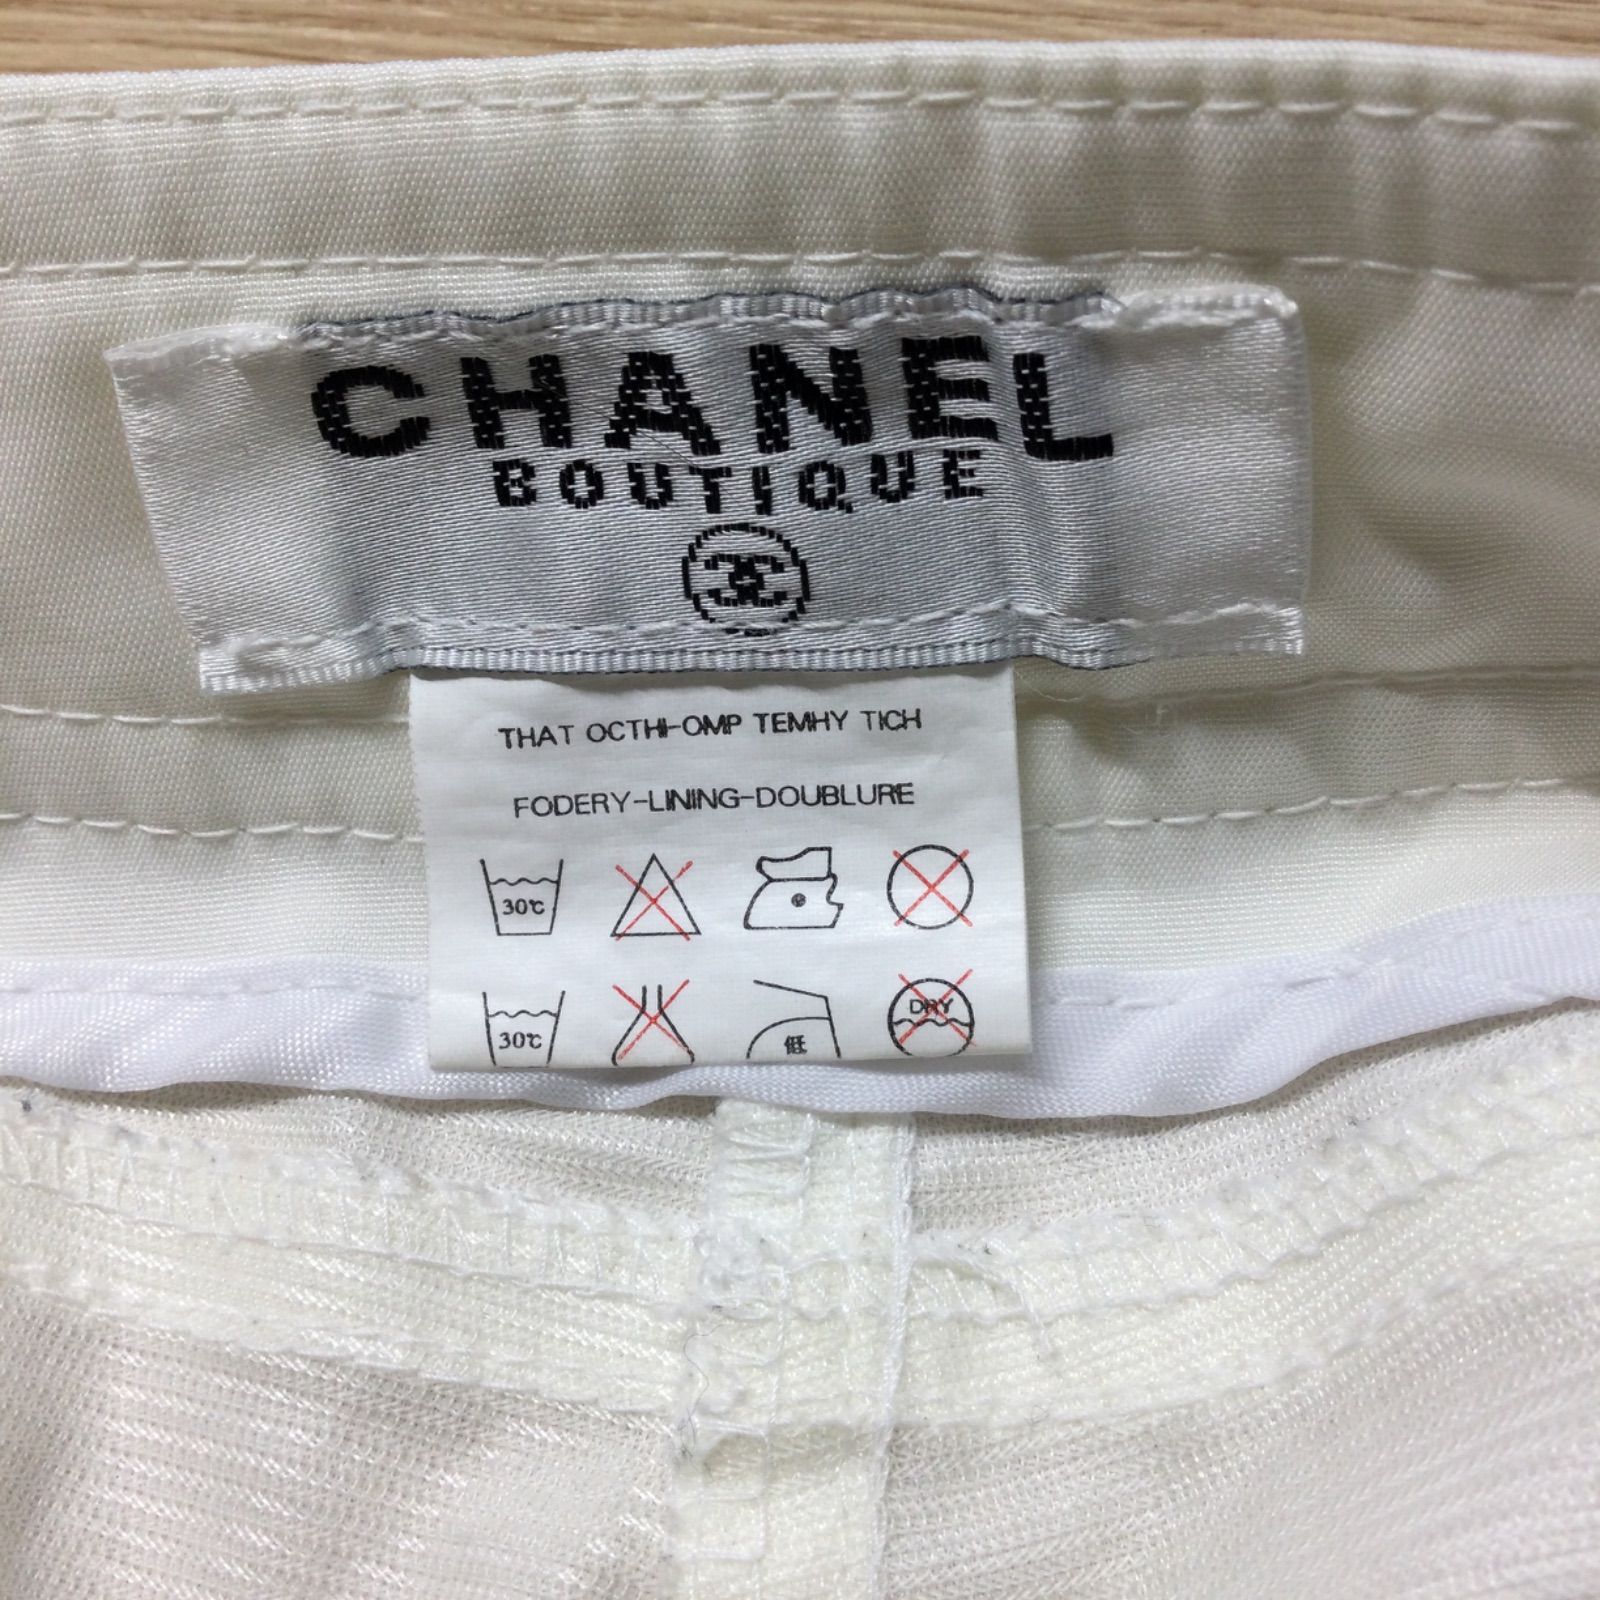 CHANEL
BOUTIQUE
THAT OCTHI-OMP TEMHY TICH
FODERY-LINING-DOUBLURE
30℃
30℃ 低 DRY